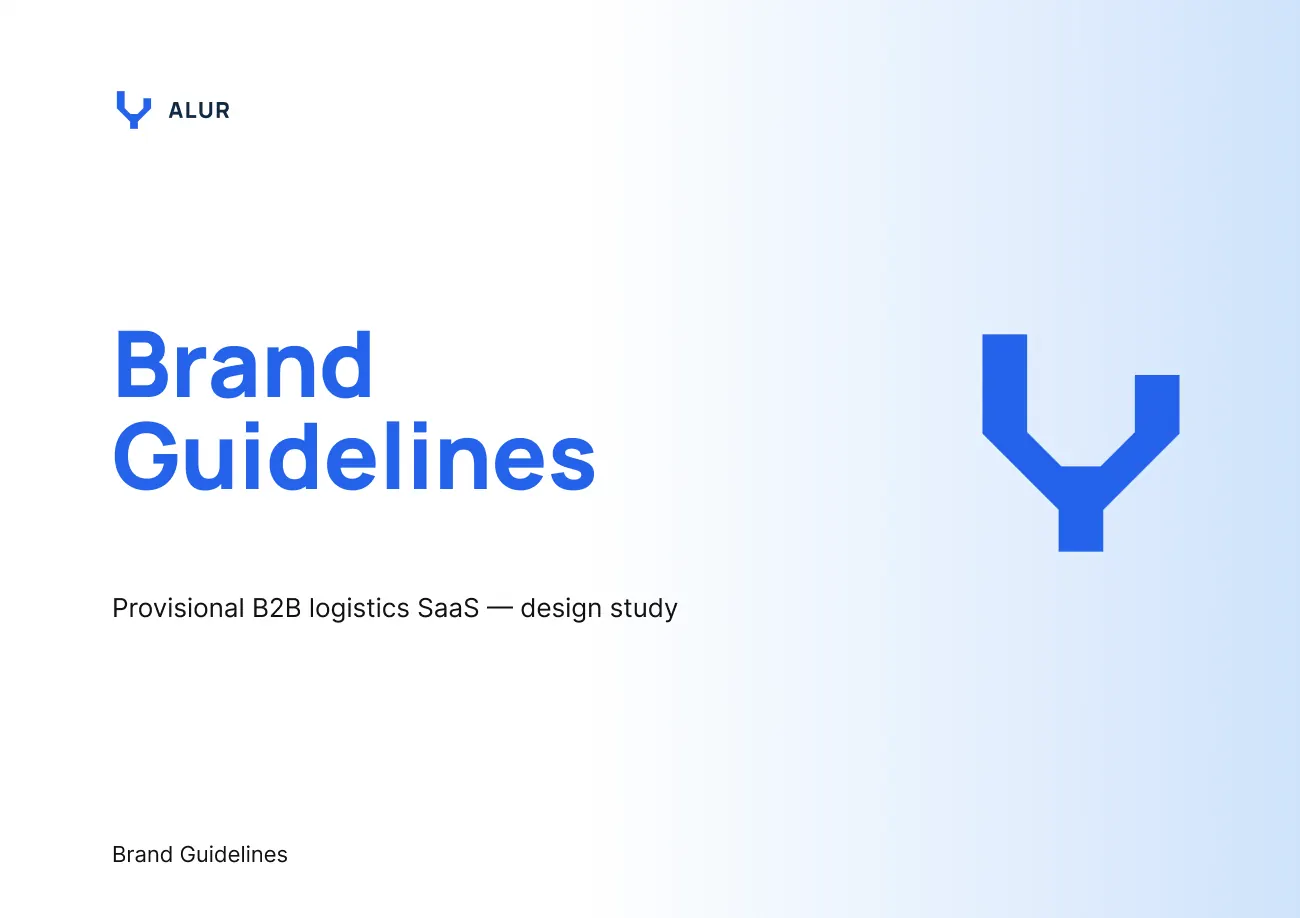 ALUR
Brand
Guidelines
Provisional B2B logistics SaaS — design study
Brand Guidelines